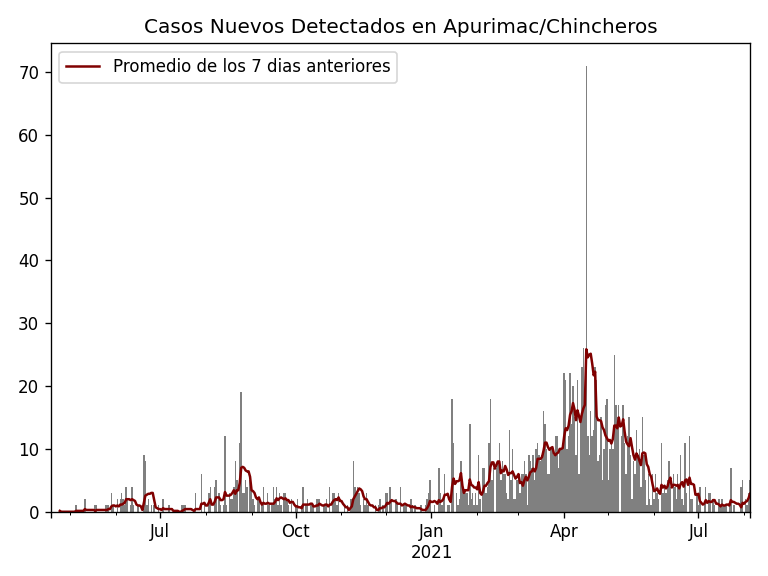 Casos Nuevos Detectados en Apurimac/Chincheros
Promedio de los 7 dias anteriores
70
60
50
40
30
20
10
0
Jul
Oct
Jan
2021
Apr
Jul